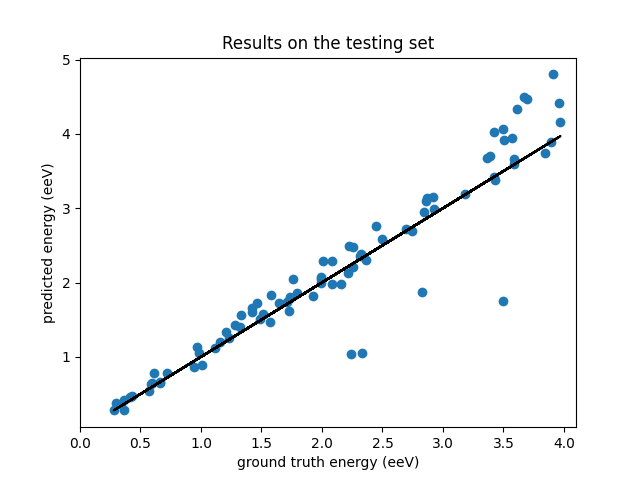 Results on the testing set
5
4
3
2
1
predicted energy (eeV)
0.0 0.5 1.0 1.5 2.0 2.5 3.0 3.5 4.0
ground truth energy (eeV)